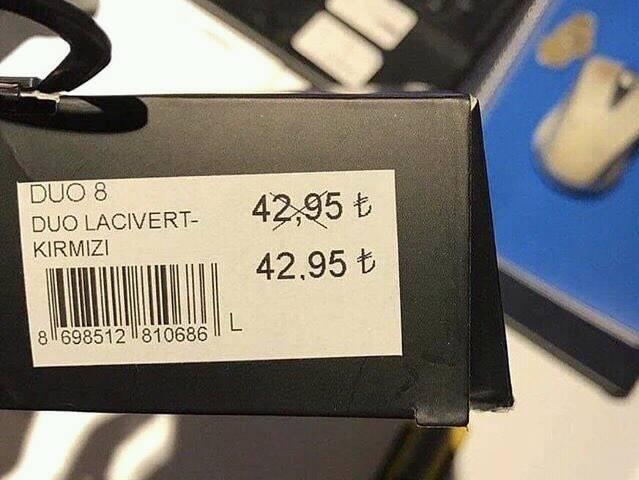 DUO 8
DUO LACIVERT-
KIRMIZI
42,95 ₺
42.95 ₺
8 698512 810686 L